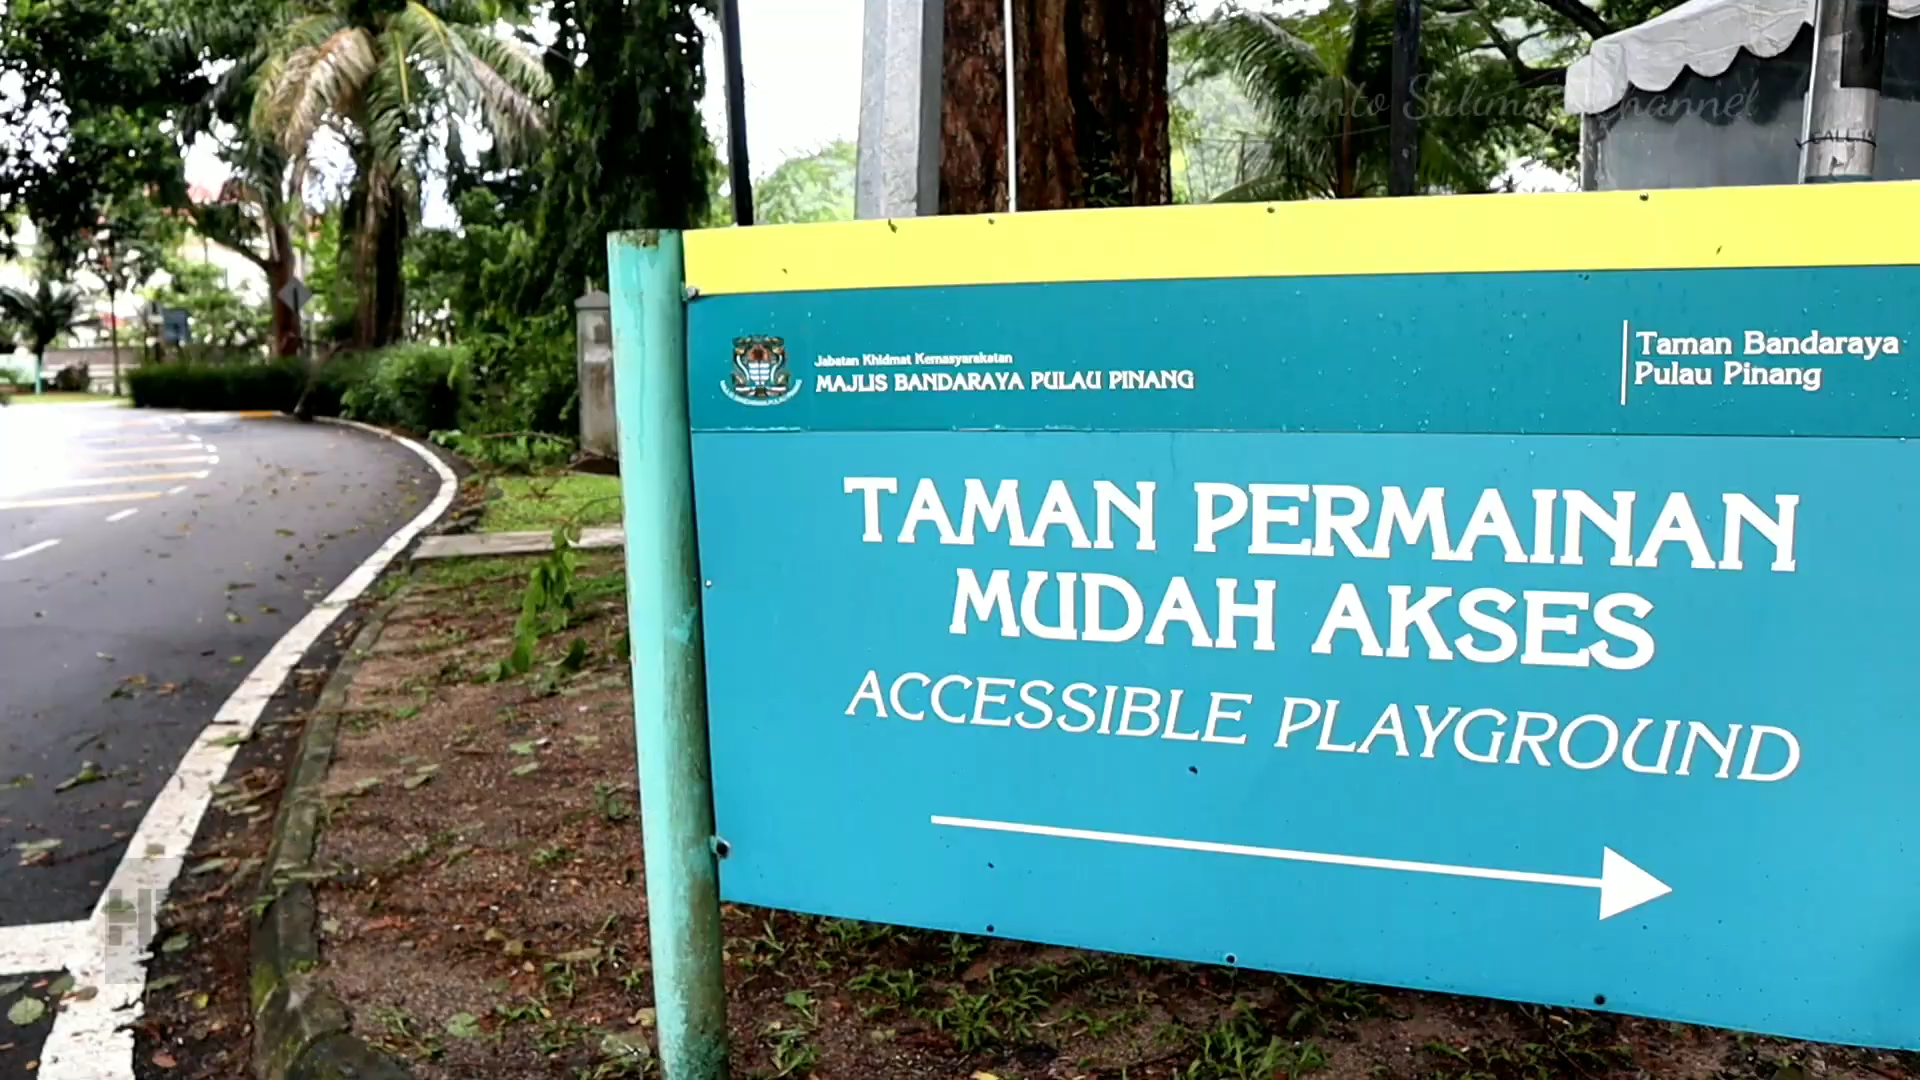 Jabatan Khidmat Kemasyarakatan
MAJLIS BANDARAYA PULAU PINANG
Taman Bandaraya
Pulau Pinang
TAMAN PERMAINAN
MUDAH AKSES
ACCESSIBLE PLAYGROUND